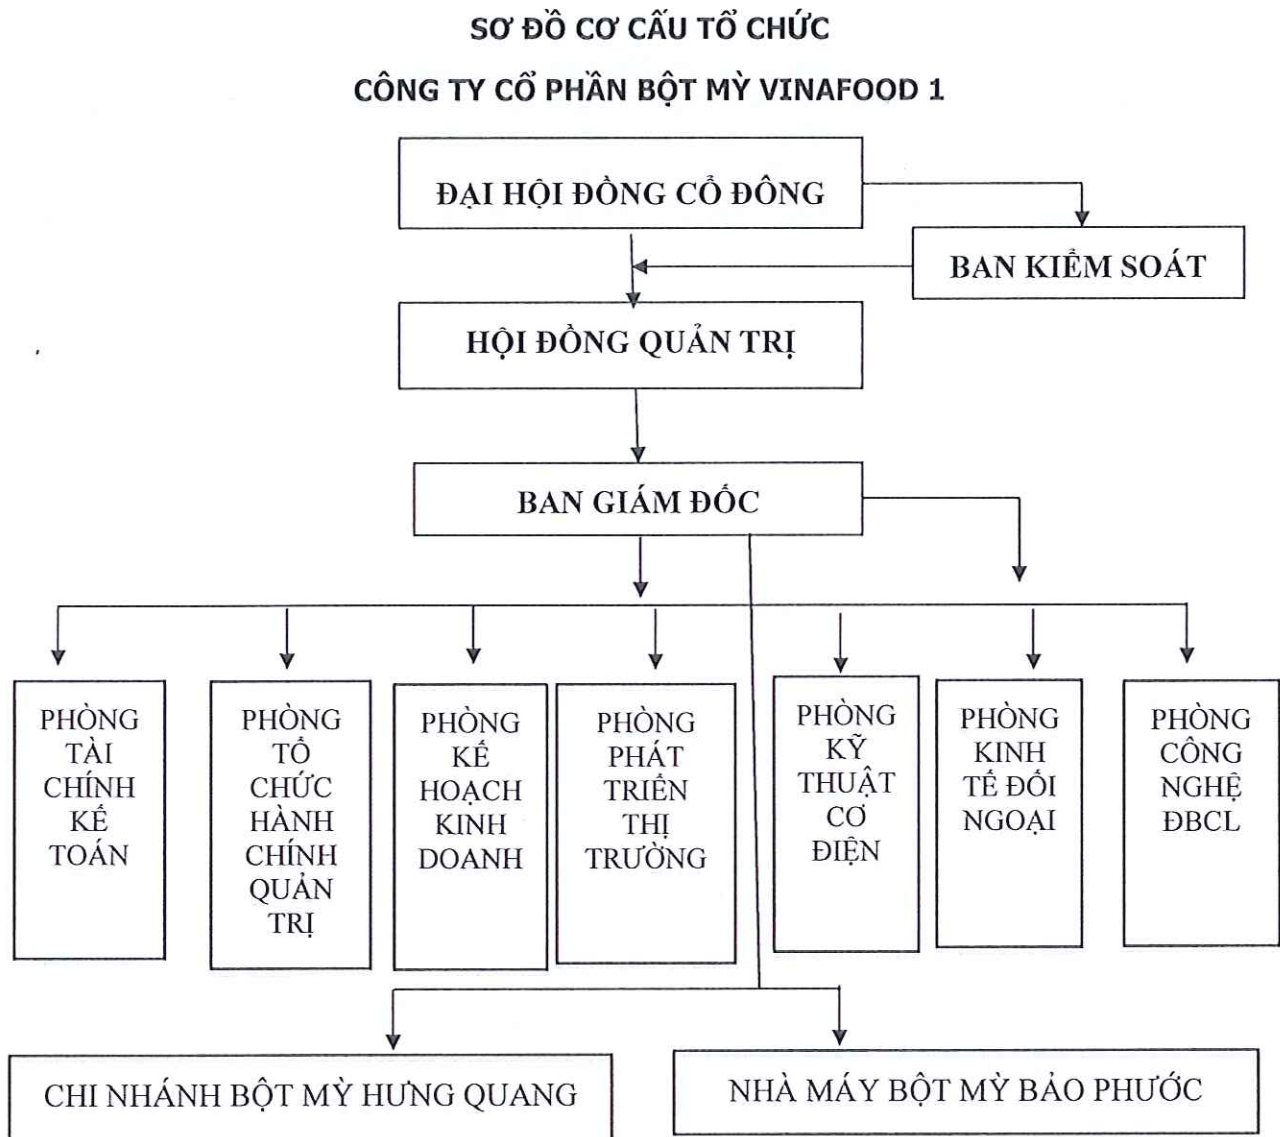 SƠ ĐỒ CƠ CẤU TỔ CHỨC
CÔNG TY CỔ PHẦN BỘT MỲ VINAFOOD 1
ĐẠI HỘI ĐỒNG CỔ ĐÔNG
BAN KIỂM SOÁT
HỘI ĐỒNG QUẢN TRỊ
BAN GIÁM ĐỐC
PHÒNG
TÀI
CHÍNH
KẾ
TOÁN
PHÒNG
TỔ
CHỨC
HÀNH
CHÍNH
QUẢN
TRỊ
PHÒNG
KẾ
HOẠCH
KINH
DOANH
PHÒNG
PHÁT
TRIỂN
THỊ
TRƯỜNG
PHÒNG
KỸ
THUẬT
CƠ
ĐIỆN
PHÒNG
KINH
TẾ ĐỐI
NGOẠI
PHÒNG
CÔNG
NGHỆ
ĐBCL
CHI NHÁNH BỘT MỲ HƯNG QUANG
NHÀ MÁY BỘT MỲ BẢO PHƯỚC